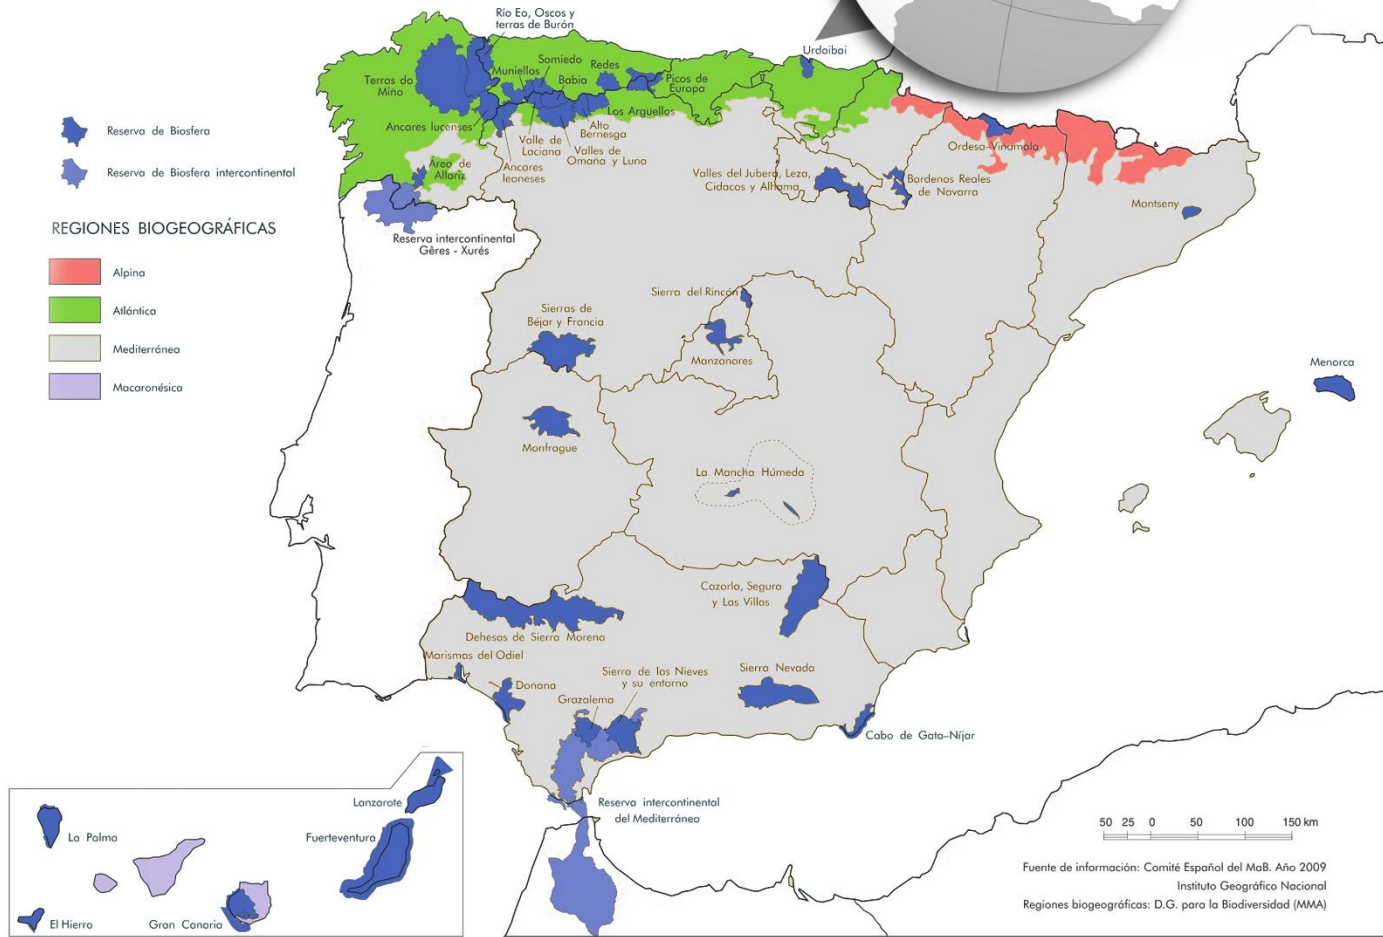 Río Eo, Oscos y
terras de Burón
Urdaibai
Terras do
Miño
Muniellos
Somiedo
Babia
Redes
Picos de
Europa
Ancares lucenses
Los Argüellos
Alto
Bernesga
Valle de
Laciana
Valles de
Omaña y Luna
Ancares
leoneses
Área de
Allariz
Reserva intercontinental
Gêres - Xurés
Ordesa-Vinamala
Valles del Jubera, Leza,
Cidacos y Alhama
Bardenas Reales
de Navarra
Montseny
Reserva de Biosfera
Reserva de Biosfera intercontinental
REGIONES BIOGEOGRÁFICAS
Alpina
Atlántica
Mediterránea
Macaronésica
Sierra del Rincón
Sierras de
Béjar y Francia
Manzanares
Menorca
Monfrague
La Mancha Húmeda
Cazorla, Segura
y Las Villas
Dehesas de Sierra Morena
Marismas del Odiel
Doñana
Sierra de las Nieves
y su entorno
Grazalema
Sierra Nevada
Cabo de Gata–Níjar
Reserva intercontinental
del Mediterráneo
La Palma
Lanzarote
Fuerteventura
El Hierro
Gran Canaria
50 25 0 50 100 150 km
Fuente de información: Comité Español del MaB. Año 2009
Instituto Geográfico Nacional
Regiones biogeográficas: D.G. para la Biodiversidad (MMA)